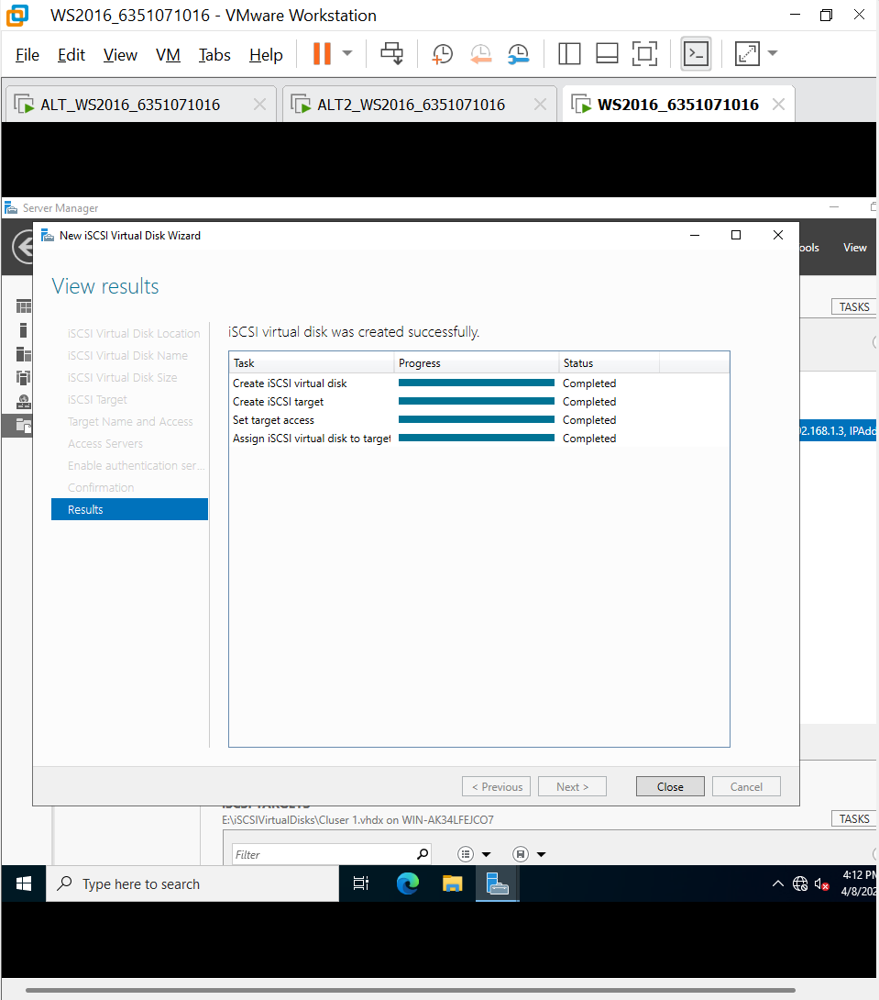 WS2016_6351071016 - VMware Workstation
File Edit View VM Tabs Help
ALT_WS2016_6351071016
ALT2_WS2016_6351071016
WS2016_6351071016
Server Manager
New iSCSI Virtual Disk Wizard
ools View
View results
TASKS
iSCSI Virtual Disk Location
iSCSI Virtual Disk Name
iSCSI Virtual Disk Size
iSCSI Target
Target Name and Access
Access Servers
Enable authentication ser...
Confirmation
Results
iSCSI virtual disk was created successfully.
Task Progress Status
Create iSCSI virtual disk Completed
Create iSCSI target Completed
Set target access Completed
Assign iSCSI virtual disk to target Completed
2.168.1.3, IPAdd
< Previous Next > Close Cancel
iSCSI TARGETS
E:\iSCSIVirtualDisks\Cluser 1.vhdx on WIN-AK34LFEJCO7
TASKS
Filter
Type here to search
4:12 PM
4/8/202